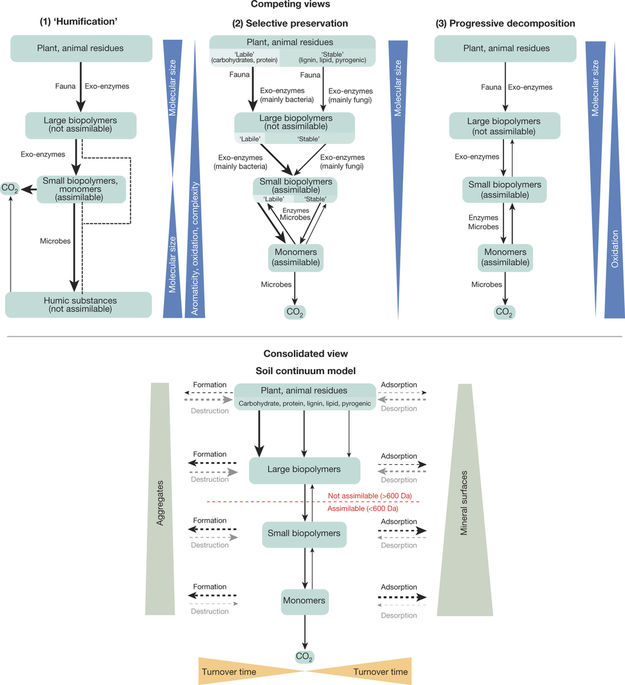 Competing views
(1) ‘Humification’
Plant, animal residues
Fauna
Exo-enzymes
Large biopolymers
(not assimilable)
Exo-enzymes
Small biopolymers,
monomers
(assimilable)
CO2
Microbes
Humic substances
(not assimilable)
Molecular size
Molecular size
Aromaticity, oxidation, complexity
(2) Selective preservation
Plant, animal residues
‘Labile’
(carbohydrates, protein)
‘Stable’
(lignin, lipid, pyrogenic)
Fauna
Fauna
Exo-enzymes
(mainly bacteria)
Exo-enzymes
(mainly fungi)
Large biopolymers
(not assimilable)
‘Labile’
‘Stable’
Exo-enzymes
(mainly bacteria)
Exo-enzymes
(mainly fungi)
Small biopolymers
(assimilable)
‘Labile’
‘Stable’
Enzymes
Microbes
Monomers
(assimilable)
Microbes
CO2
Molecular size
(3) Progressive decomposition
Plant, animal residues
Fauna
Exo-enzymes
Large biopolymers
(not assimilable)
Exo-enzymes
Small biopolymers
(assimilable)
Enzymes
Microbes
Monomers
(assimilable)
Microbes
CO2
Molecular size
Oxidation
Consolidated view
Soil continuum model
Aggregates
Formation
Destruction
Plant, animal residues
Carbohydrate, protein, lignin, lipid, pyrogenic
Adsorption
Desorption
Formation
Destruction
Large biopolymers
Adsorption
Desorption
Not assimilable (>600 Da)
Assimilable (<600 Da)
Formation
Destruction
Small biopolymers
Adsorption
Desorption
Formation
Destruction
Monomers
Adsorption
Desorption
Mineral surfaces
CO2
Turnover time
Turnover time